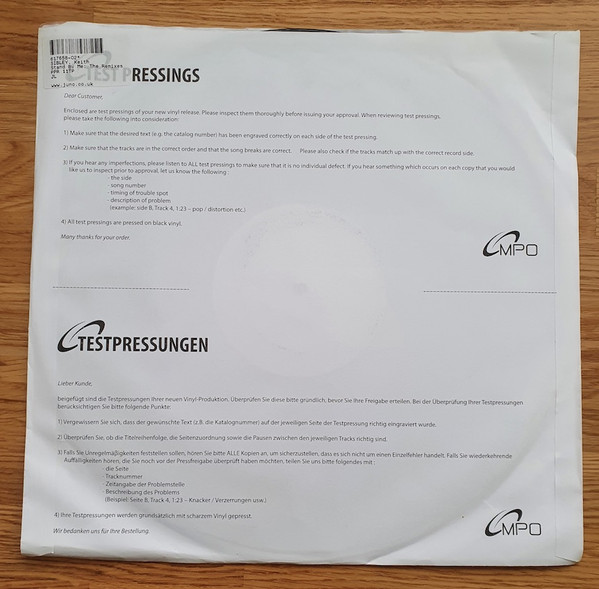 617658-02*
SIBLEY, Keith
Stand By Me: The Remixes
PPR 11TP
JL
www.juno.co.uk
TEST PRESSINGS
Dear Customer,
Enclosed are test pressings of your new vinyl release. Please inspect them thoroughly before issuing your approval. When reviewing test pressings,
please take the following into consideration:
1) Make sure that the desired text (e.g. the catalog number) has been engraved correctly on each side of the test pressing.
2) Make sure that the tracks are in the correct order and that the song breaks are correct. Please also check if the tracks match up with the correct record side.
3) If you hear any imperfections, please listen to ALL test pressings to make sure that it is no individual defect. If you hear something which occurs on each copy that you would
like us to inspect prior to approval, let us know the following :
- the side
- song number
- timing of trouble spot
- description of problem
(example: side B, Track 4, 1:23 – pop / distortion etc.)
4) All test pressings are pressed on black vinyl.
Many thanks for your order.
MPO
TESTPRESSUNGEN
Lieber Kunde,
beigefügt sind die Testpressungen Ihrer neuen Vinyl-Produktion. Überprüfen Sie diese bitte gründlich, bevor Sie Ihre Freigabe erteilen. Bei der Überprüfung Ihrer Testpressungen
berücksichtigen Sie bitte folgende Punkte:
1) Vergewissern Sie sich, dass der gewünschte Text (z.B. die Katalognummer) auf der jeweiligen Seite der Testpressung richtig eingraviert wurde.
2) Überprüfen Sie, ob die Titelreihenfolge, die Seitenzuordnung sowie die Pausin zwischen den jeweiligen Tracks richtig sind.
3) Falls Sie Unregelmäβigkeiten feststellen sollen, hören Sie bitte ALLE Kopien an, um sicherzustellen, dass es sich nicht um einen Einzelfehler handelt. Falls Sie wiederkehrende
Auffälligkeiten hören, die Sie noch vor der Pressfreigabe überprüft haben möchten, teilen Sie uns bitte folgendes mit :
- die Seite
- Tracknummer
- Zeitangabe der Problemstelle
- Beschreibung des Problems
(Beispiel: Seite B, Track 4, 1:23 – Knacker / Verzerrungen usw.)
4) Ihre Testpressungen werden grundsätzlich mit scharzem Vinyl gepresst.
Wir bedanken uns für Ihre Bestellung.
MPO